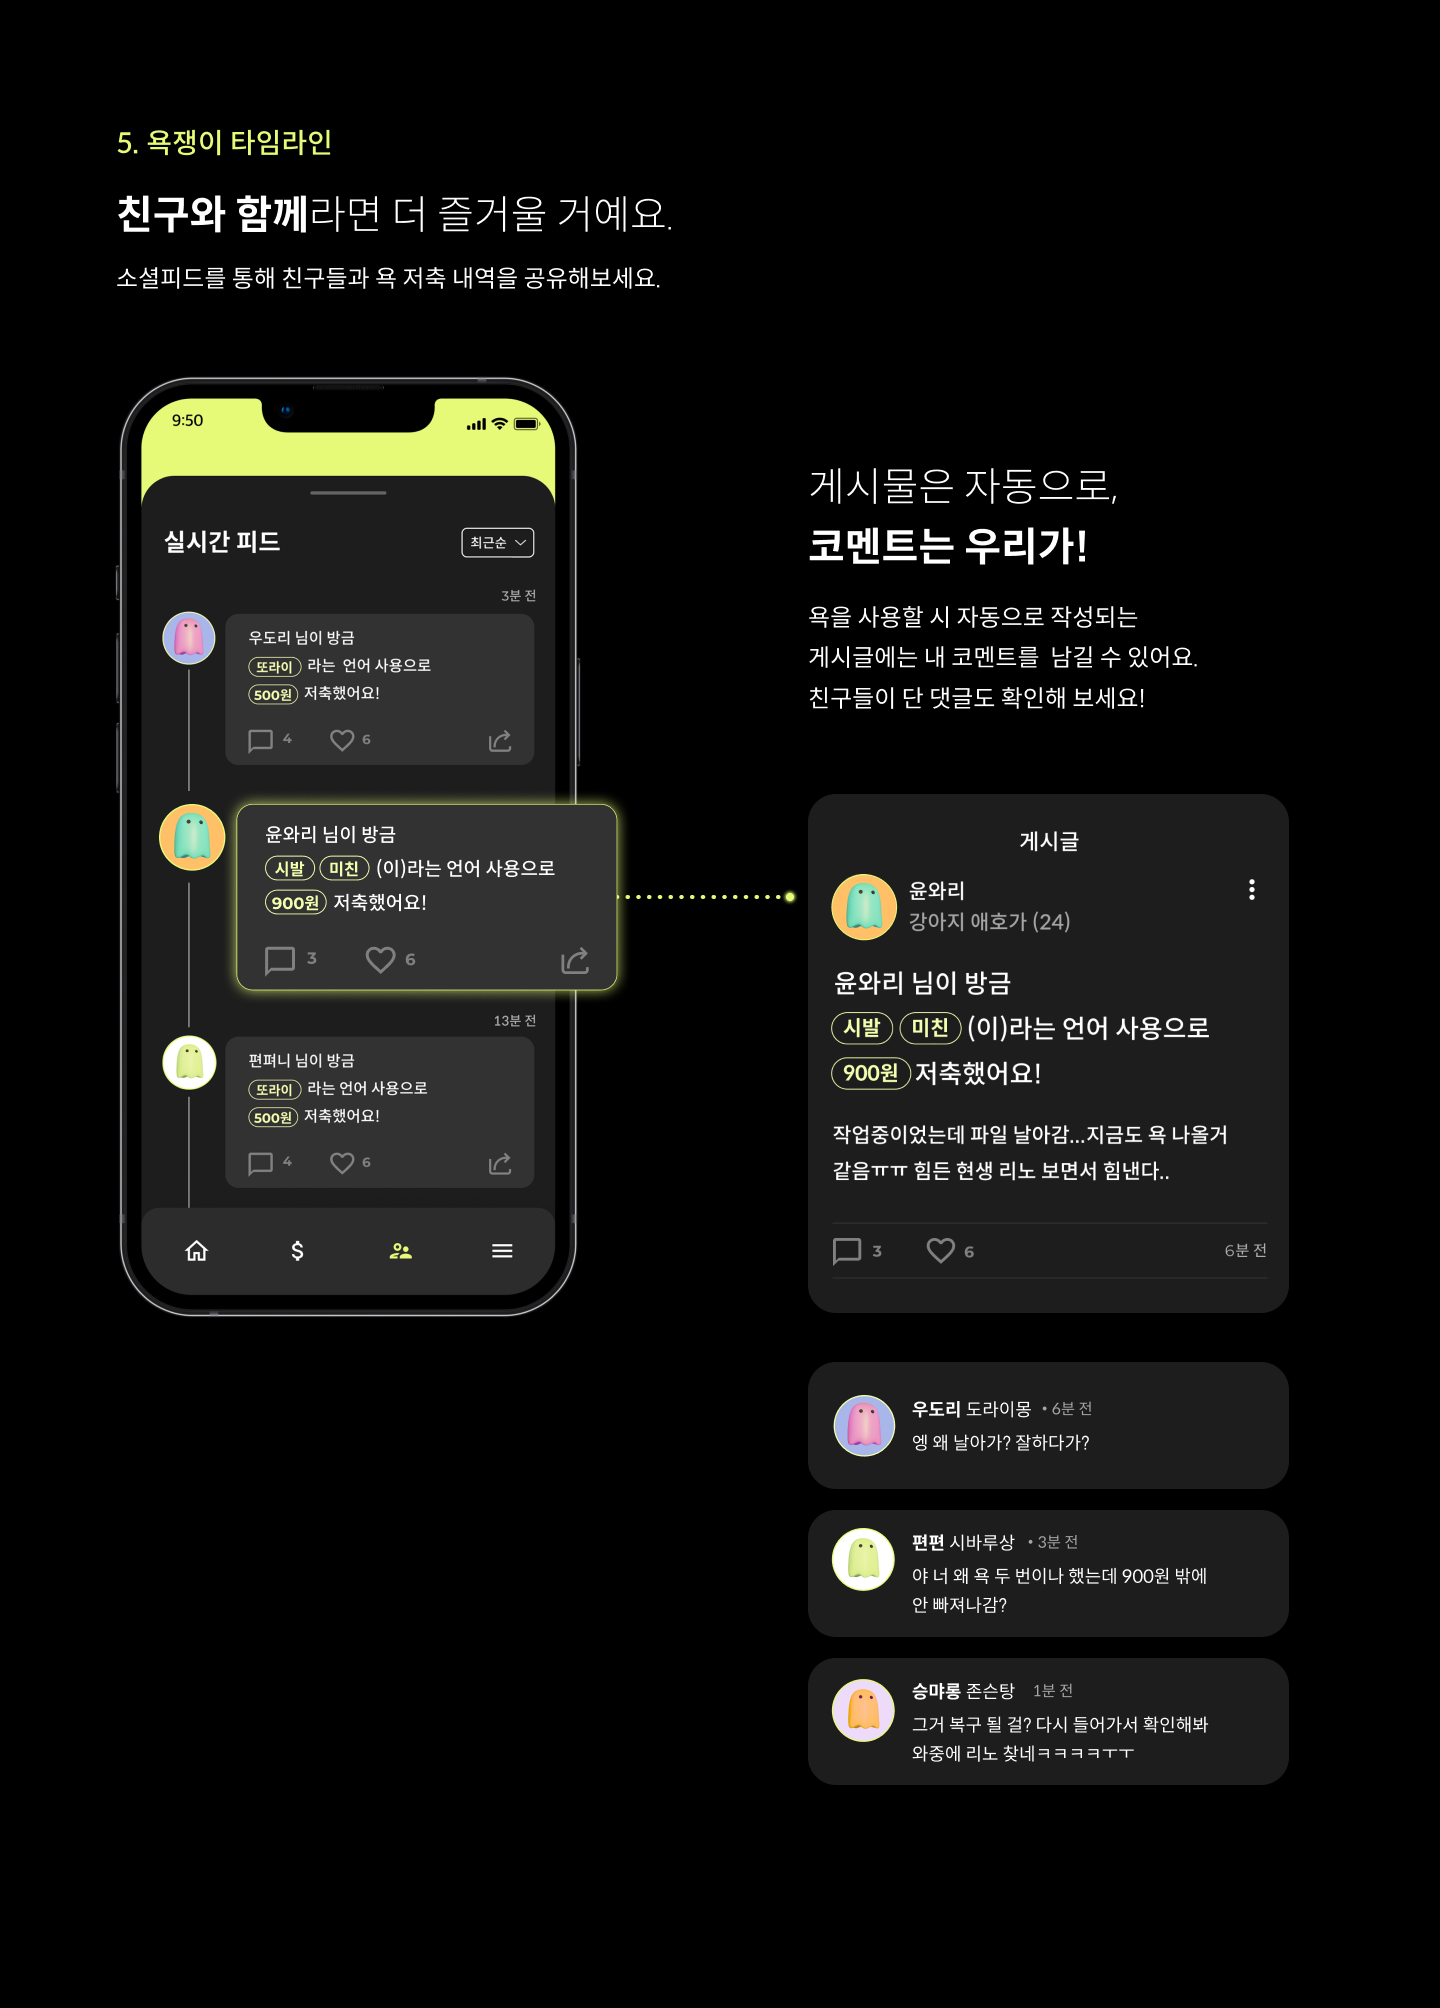 5. 욕쟁이 타임라인
친구와 함께라면 더 즐거울 거예요.
소셜피드를 통해 친구들과 욕 저축 내역을 공유해보세요.
9:50
실시간 피드
최근순
3분 전
우도리 님이 방금
또라이 라는 언어 사용으로
500원 저축했어요!
4 6
윤와리 님이 방금
시발 미친 (이)라는 언어 사용으로
900원 저축했어요!
3 6
13분 전
편펴니 님이 방금
또라이 라는 언어 사용으로
500원 저축했어요!
4 6
게시물은 자동으로,
코멘트는 우리가!
욕을 사용할 시 자동으로 작성되는
게시글에는 내 코멘트를 남길 수 있어요.
친구들이 단 댓글도 확인해 보세요!
게시글
윤와리
강아지 애호가 (24)
윤와리 님이 방금
시발 미친 (이)라는 언어 사용으로
900원 저축했어요!
작업중이었는데 파일 날아감...지금도 욕 나올거
같음ㅠㅠ 힘든 현생 리노 보면서 힘낸다..
3 6 6분 전
우도리 도라이몽 • 6분 전
엥 왜 날아가? 잘하다가?
편편 시바루상 • 3분 전
야 너 왜 욕 두 번이나 했는데 900원 밖에
안 빠져나감?
승먀롱 존슨탕 1분 전
그거 복구 될 걸? 다시 들어가서 확인해봐
와중에 리노 찾네ㅋㅋㅋㅋㅜㅜ